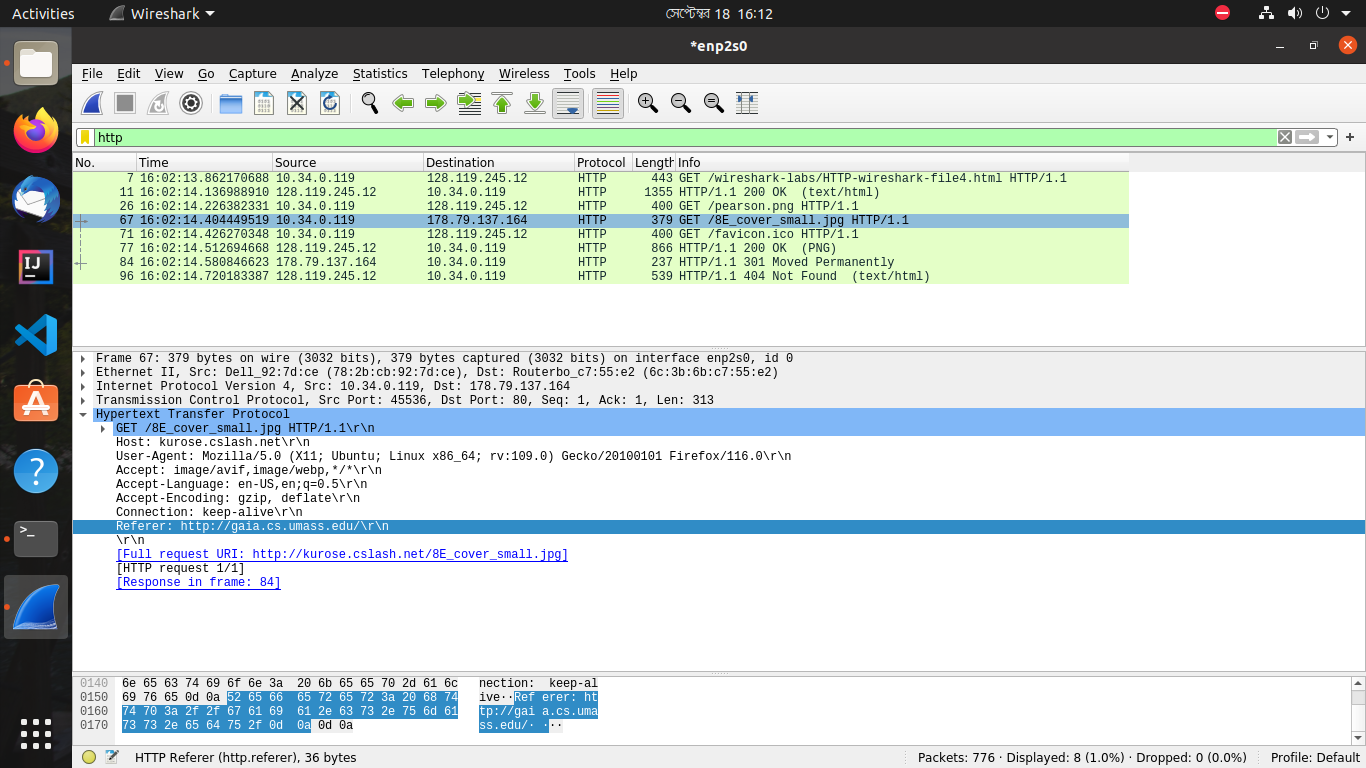 Activities Wireshark সেপ্টেম্বর 18 16:12
*enp2s0
File Edit View Go Capture Analyze Statistics Telephony Wireless Tools Help
http
No. Time Source Destination Protocol Length Info
7 16:02:13.862170688 10.34.0.119 128.119.245.12 HTTP 443 GET /wireshark-labs/HTTP-wireshark-file4.html HTTP/1.1
11 16:02:14.136988910 128.119.245.12 10.34.0.119 HTTP 1355 HTTP/1.1 200 OK (text/html)
26 16:02:14.226382331 10.34.0.119 128.119.245.12 HTTP 400 GET /pearson.png HTTP/1.1
67 16:02:14.404449519 10.34.0.119 178.79.137.164 HTTP 379 GET /8E_cover_small.jpg HTTP/1.1
71 16:02:14.426270348 10.34.0.119 128.119.245.12 HTTP 400 GET /favicon.ico HTTP/1.1
77 16:02:14.512694668 128.119.245.12 10.34.0.119 HTTP 866 HTTP/1.1 200 OK (PNG)
84 16:02:14.580846623 178.79.137.164 10.34.0.119 HTTP 237 HTTP/1.1 301 Moved Permanently
96 16:02:14.720183387 128.119.245.12 10.34.0.119 HTTP 539 HTTP/1.1 404 Not Found (text/html)
Frame 67: 379 bytes on wire (3032 bits), 379 bytes captured (3032 bits) on interface enp2s0, id 0
Ethernet II, Src: Dell_92:7d:ce (78:2b:cb:92:7d:ce), Dst: Routerbo_c7:55:e2 (6c:3b:6b:c7:55:e2)
Internet Protocol Version 4, Src: 10.34.0.119, Dst: 178.79.137.164
Transmission Control Protocol, Src Port: 45536, Dst Port: 80, Seq: 1, Ack: 1, Len: 313
Hypertext Transfer Protocol
GET /8E_cover_small.jpg HTTP/1.1\r\n
Host: kurose.cslash.net\r\n
User-Agent: Mozilla/5.0 (X11; Ubuntu; Linux x86_64; rv:109.0) Gecko/20100101 Firefox/116.0\r\n
Accept: image/avif,image/webp,*/*\r\n
Accept-Language: en-US,en;q=0.5\r\n
Accept-Encoding: gzip, deflate\r\n
Connection: keep-alive\r\n
Referer: http://gaia.cs.umass.edu/\r\n
\r\n
[Full request URI: http://kurose.cslash.net/8E_cover_small.jpg]
[HTTP request 1/1]
[Response in frame: 84]
0140 6e 65 63 74 69 6f 6e 3a 20 6b 65 65 70 2d 61 6c nection: keep-al
0150 69 76 65 0d 0a 52 65 66 65 72 65 72 3a 20 68 74 ive··Ref erer: ht
0160 74 70 3a 2f 2f 67 61 69 61 2e 63 73 2e 75 6d 61 tp://gai a.cs.uma
0170 73 73 2e 65 64 75 2f 0d 0a 0d 0a ss.edu/· ···
HTTP Referer (http.referer), 36 bytes Packets: 776 · Displayed: 8 (1.0%) · Dropped: 0 (0.0%) Profile: Default